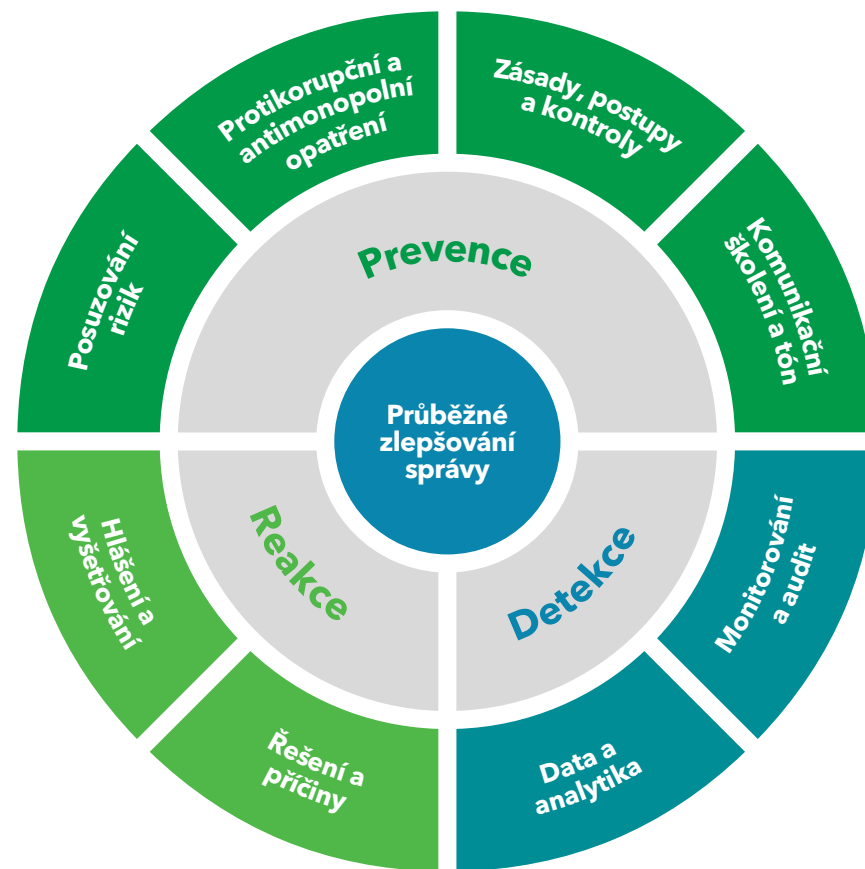 Protikorupční a
antimonopolní
opatření
Zásady, postupy
a kontroly
Posuzování
rizik
Komunikační
školení a tón
Prevence
Průběžné
zlepšování
správy
Reakce
Detekce
Hlášení a
vyšetřování
Monitorování
a audit
Řešení a
příčiny
Data a
analytika